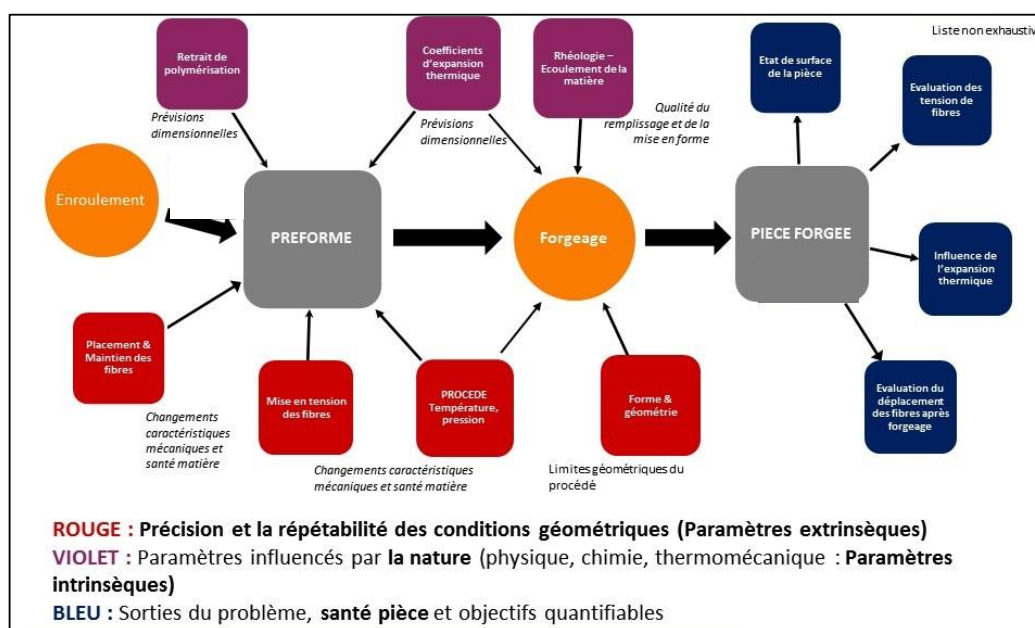 Liste non exhaustiv
Retrait de
polymérisation
Coefficients
d'expansion
thermique
Rhéologie –
Ecoulement de la
matière
Etat de surface
de la pièce
Evaluation des
tension de
fibres
Prévisions
dimensionnelles
Prévisions
dimensionnelles
Qualité du
remplissage et de la
mise en forme
Enroulement
PREFORME
Forgeage
PIECE FORGEE
Influence de
l'expansion
thermique
Placement &
Maintien des
fibres
Mise en tension
des fibres
PROCEDE
Température,
pression
Forme &
géométrie
Evaluation du
déplacement
des fibres après
forgeage
Changements
caractéristiques
mécaniques et
santé matière
Changements caractéristiques
mécaniques et santé matière
Limites géométriques du
procédé
ROUGE : Précision et la répétabilité des conditions géométriques (Paramètres extrinsèques)
VIOLET : Paramètres influencés par la nature (physique, chimie, thermomécanique : Paramètres
intrinsèques)
BLEU : Sorties du problème, santé pièce et objectifs quantifiables